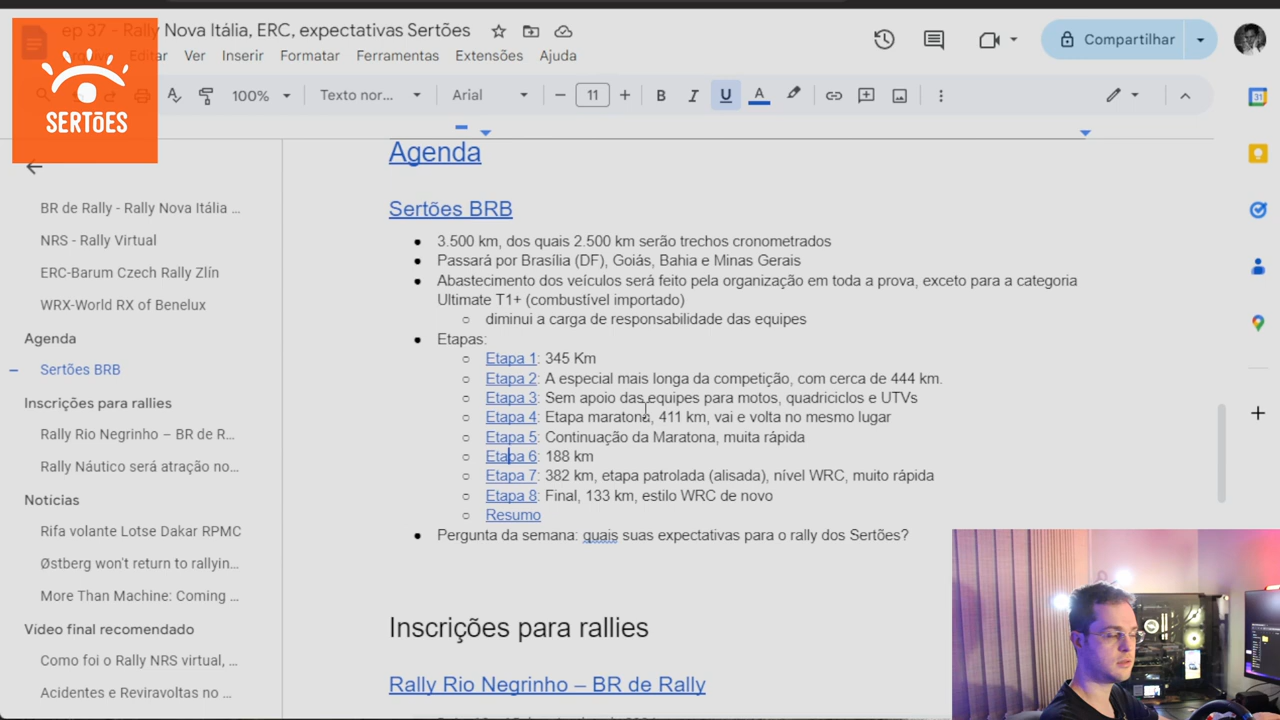 ep 37 - Rally Nova Itália, ERC, expectativas Sertões
Editar Ver Inserir Formatar Ferramentas Extensões Ajuda
Compartilhar
SERTÕES
100% Texto nor... Arial 11 B I U A
31
BR de Rally - Rally Nova Itália ...
NRS - Rally Virtual
ERC-Barum Czech Rally Zlín
WRX-World RX of Benelux
Agenda
Sertões BRB
Inscrições para rallies
Rally Rio Negrinho – BR de R...
Rally Náutico será atração no...
Noticias
Rifa volante Lotse Dakar RPMC
Østberg won't return to rallyin...
More Than Machine: Coming ...
Video final recomendado
Como foi o Rally NRS virtual, ...
Acidentes e Reviravoltas no ...
Agenda
Sertões BRB
● 3.500 km, dos quais 2.500 km serão trechos cronometrados
● Passará por Brasília (DF), Goiás, Bahia e Minas Gerais
● Abastecimento dos veículos será feito pela organização em toda a prova, exceto para a categoria
Ultimate T1+ (combustível importado)
○ diminui a carga de responsabilidade das equipes
● Etapas:
○ Etapa 1: 345 Km
○ Etapa 2: A especial mais longa da competição, com cerca de 444 km.
○ Etapa 3: Sem apoio das equipes para motos, quadriciclos e UTVs
○ Etapa 4: Etapa maratona, 411 km, vai e volta no mesmo lugar
○ Etapa 5: Continuação da Maratona, muita rápida
○ Etapa 6: 188 km
○ Etapa 7: 382 km, etapa patrolada (alisada), nível WRC, muito rápida
○ Etapa 8: Final, 133 km, estilo WRC de novo
○ Resumo
● Pergunta da semana: quais suas expectativas para o rally dos Sertões?
Inscrições para rallies
Rally Rio Negrinho – BR de Rally